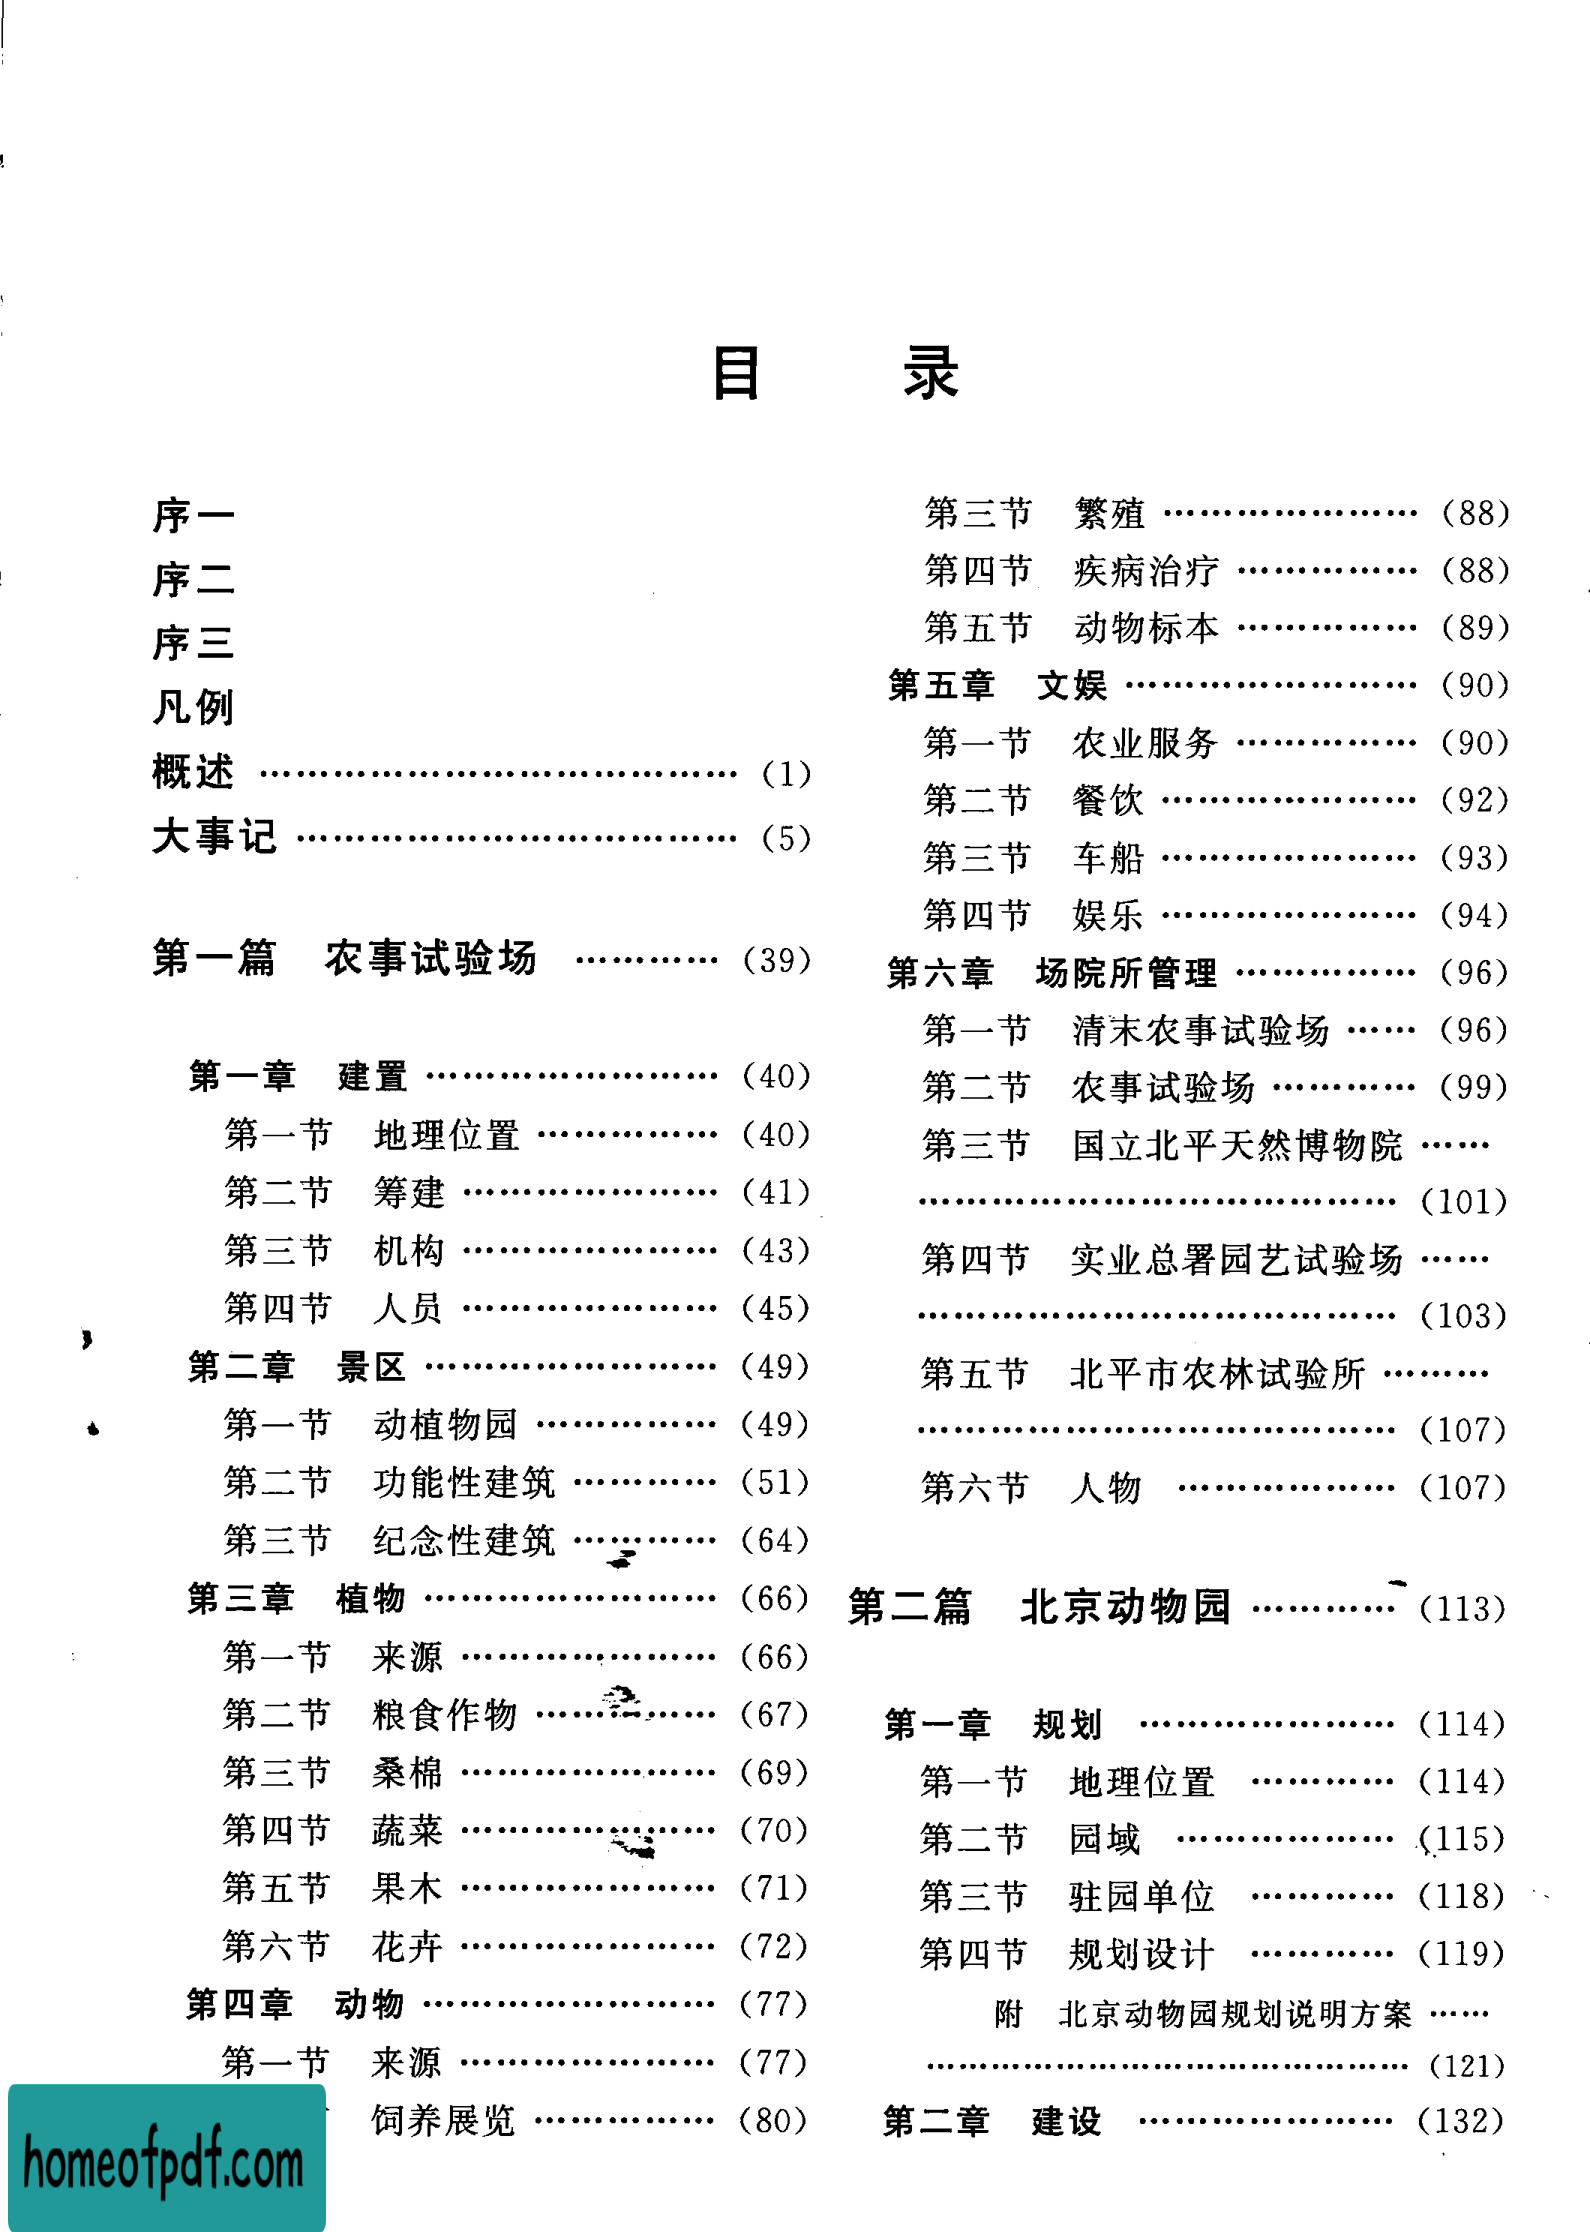 目 录
序一
序二
序三
凡例
概述 ……………………………………… (1)
大事记 ……………………………………… (5)
第一篇 农事试验场 ………… (39)
第一章 建置 …………………… (40)
第一节 地理位置 …………… (40)
第二节 筹建 ………………… (41)
第三节 机构 ………………… (43)
第四节 人员 ………………… (45)
第二章 景区 …………………… (49)
第一节 动植物园 …………… (49)
第二节 功能性建筑 ………… (51)
第三节 纪念性建筑 ………… (64)
第三章 植物 …………………… (66)
第一节 来源 ………………… (66)
第二节 粮食作物 …………… (67)
第三节 桑棉 ………………… (69)
第四节 蔬菜 ………………… (70)
第五节 果木 ………………… (71)
第六节 花卉 ………………… (72)
第四章 动物 …………………… (77)
第一节 来源 ………………… (77)
饲养展览 …………… (80)
第三节 繁殖 ………………… (88)
第四节 疾病治疗 …………… (88)
第五节 动物标本 …………… (89)
第五章 文娱 …………………… (90)
第一节 农业服务 …………… (90)
第二节 餐饮 ………………… (92)
第三节 车船 ………………… (93)
第四节 娱乐 ………………… (94)
第六章 场院所管理 …………… (96)
第一节 清末农事试验场 …… (96)
第二节 农事试验场 ………… (99)
第三节 国立北平天然博物院 ……
……………………………………… (101)
第四节 实业总署园艺试验场 ……
……………………………………… (103)
第五节 北平市农林试验所 ………
……………………………………… (107)
第六节 人物 ……………… (107)
第二篇 北京动物园 ………… (113)
第一章 规划 ………………… (114)
第一节 地理位置 ………… (114)
第二节 园域 ……………… (115)
第三节 驻园单位 ………… (118)
第四节 规划设计 ………… (119)
附 北京动物园规划说明方案 ……
……………………………………… (121)
第二章 建设 ………………… (132)
homeofpdf.com